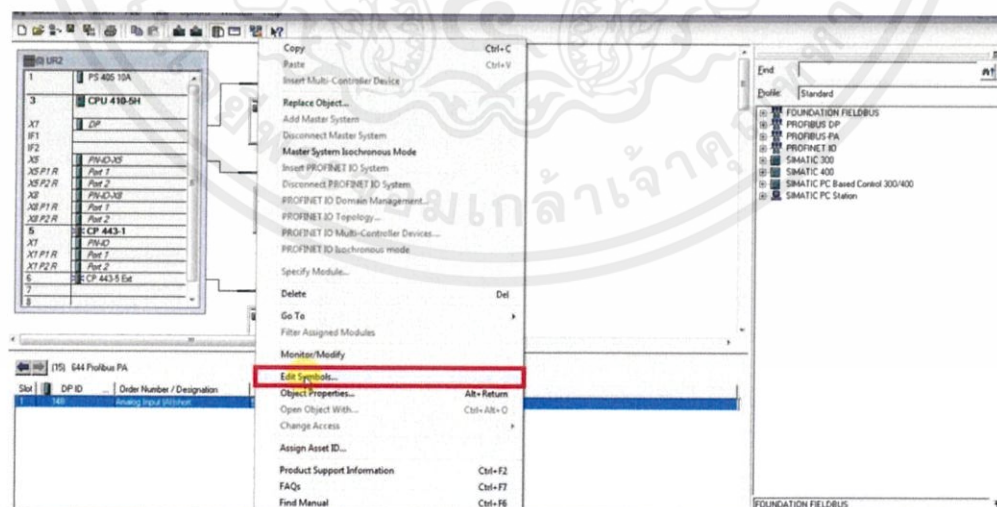 (0) UR2
1 PS 405 10A
3 CPU 410-5H
X1 DP
IF1
IF2
X5 PN-IO-X5
X5 P1 R Port 1
X5 P2 R Port 2
X8 PN-IO-X8
X8 P1 R Port 1
X8 P2 R Port 2
5 CP 443-1
X1 PN-IO
X1 P1 R Port 1
X1 P2 R Port 2
6 CP 443-5 Ext
7
8
Copy Ctrl+C
Paste Ctrl+V
Insert Multi-Controller Device
Replace Object...
Add Master System
Disconnect Master System
Master System Isochronous Mode
Insert PROFINET IO System
Disconnect PROFINET IO System
PROFINET IO Domain Management...
PROFINET IO Topology...
PROFINET IO Multi-Controller Devices...
PROFINET IO Isochronous mode
Specify Module...
Delete Del
Go To
Filter Assigned Modules
Monitor/Modify
Edit Symbols...
Object Properties... Alt+Return
Open Object With... Ctrl+Alt+O
Change Access
Assign Asset ID...
Product Support Information Ctrl+F2
FAQs Ctrl+F7
Find Manual Ctrl+F6
Find:
Profile: Standard
FOUNDATION FIELDBUS
PROFIBUS DP
PROFIBUS-PA
PROFINET IO
SIMATIC 300
SIMATIC 400
SIMATIC PC Based Control 300/400
SIMATIC PC Station
(15) 644 Profibus PA
Slot DP ID ... Order Number / Designation
1 148 Analog Input (AI)short
FOUNDATION FIELDBUS